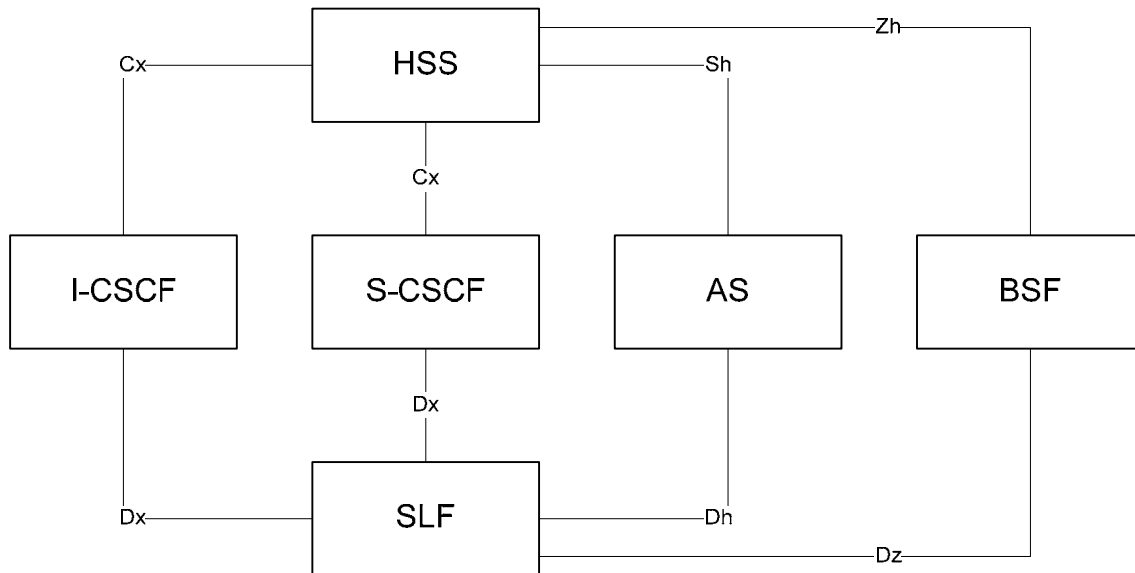 Zh
HSS
Cx
Sh
Cx
I-CSCF
S-CSCF
AS
BSF
Dx
SLF
Dx
Dh
Dz